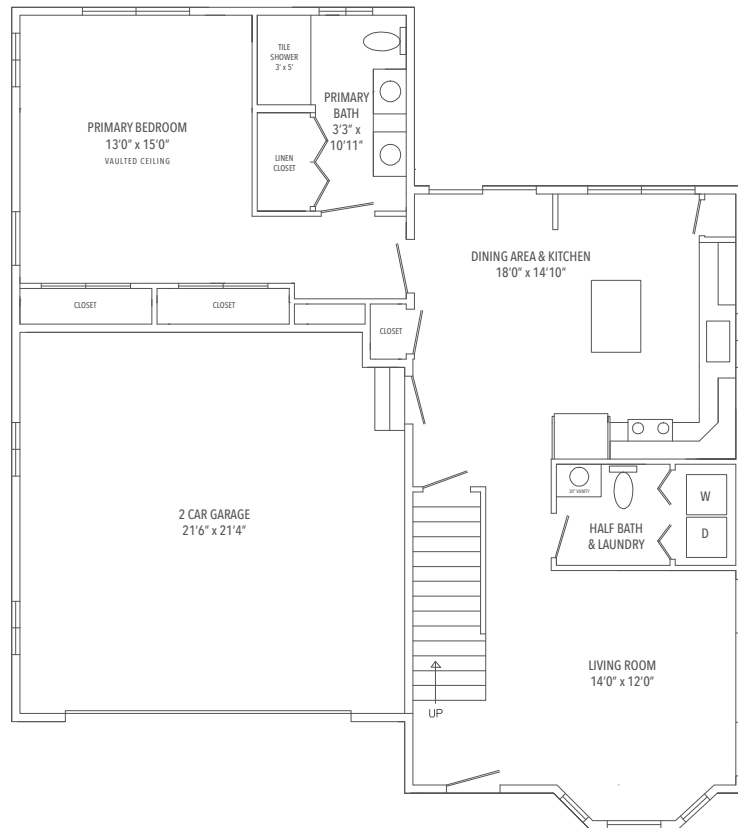 TILE
SHOWER
3' x 5'
PRIMARY BEDROOM
13'0" x 15'0"
VAULTED CEILING
PRIMARY
BATH
3'3" x
10'11"
LINEN
CLOSET
DINING AREA & KITCHEN
18'0" x 14'10"
CLOSET
CLOSET
CLOSET
2 CAR GARAGE
21'6" x 21'4"
30" VANITY
W
D
HALF BATH
& LAUNDRY
LIVING ROOM
14'0" x 12'0"
UP